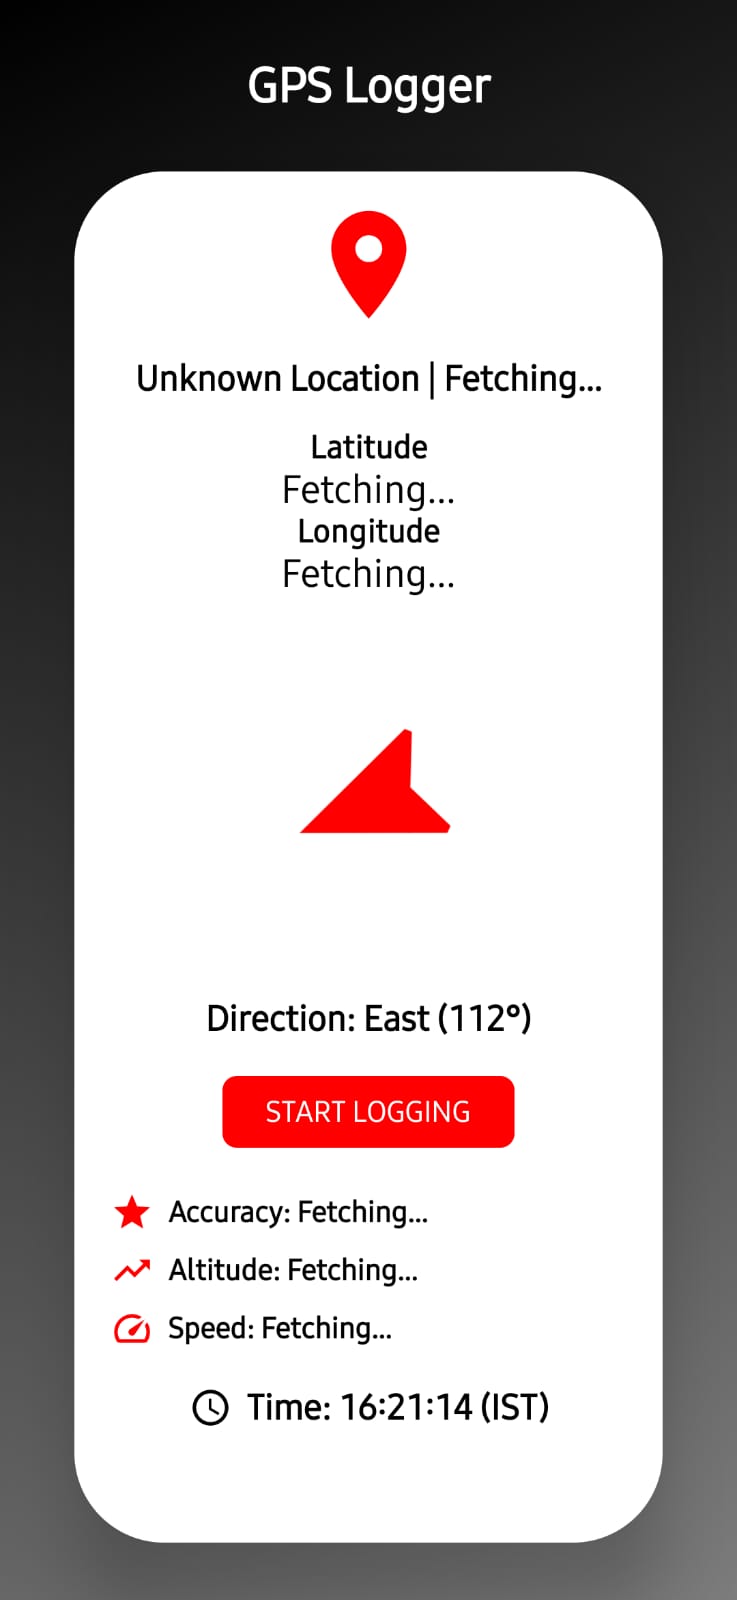 GPS Logger
Unknown Location | Fetching...
Latitude
Fetching...
Longitude
Fetching...
Direction: East (112°)
START LOGGING
Accuracy: Fetching...
Altitude: Fetching...
Speed: Fetching...
Time: 16:21:14 (IST)